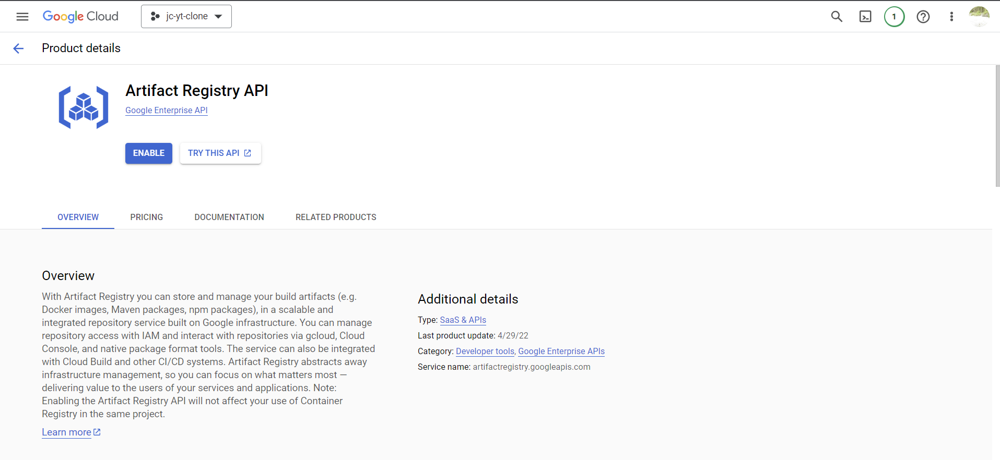 Google Cloud
jc-yt-clone
1
Product details
Artifact Registry API
Google Enterprise API
ENABLE
TRY THIS API
OVERVIEW
PRICING
DOCUMENTATION
RELATED PRODUCTS
Overview
With Artifact Registry you can store and manage your build artifacts (e.g.
Docker images, Maven packages, npm packages), in a scalable and
integrated repository service built on Google infrastructure. You can manage
repository access with IAM and interact with repositories via gcloud, Cloud
Console, and native package format tools. The service can also be integrated
with Cloud Build and other CI/CD systems. Artifact Registry abstracts away
infrastructure management, so you can focus on what matters most —
delivering value to the users of your services and applications. Note:
Enabling the Artifact Registry API will not affect your use of Container
Registry in the same project.
Learn more
Additional details
Type: SaaS & APIs
Last product update: 4/29/22
Category: Developer tools, Google Enterprise APIs
Service name: artifactregistry.googleapis.com